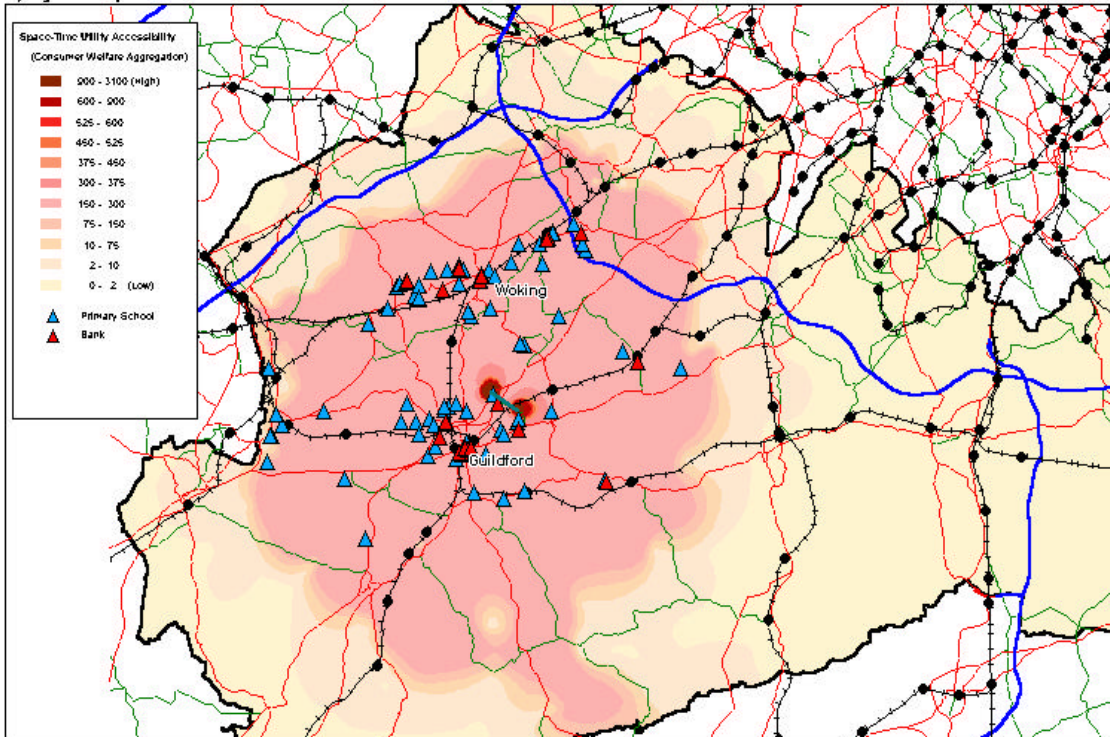 Space-Time Utility Accessibility
(Consumer Welfare Aggregation)
900 - 3100 (High)
600 - 900
525 - 600
450 - 525
375 - 450
300 - 375
150 - 300
75 - 150
10 - 75
2 - 10
0 - 2 (LOW)
Primary School
Bank
Woking
Guildford